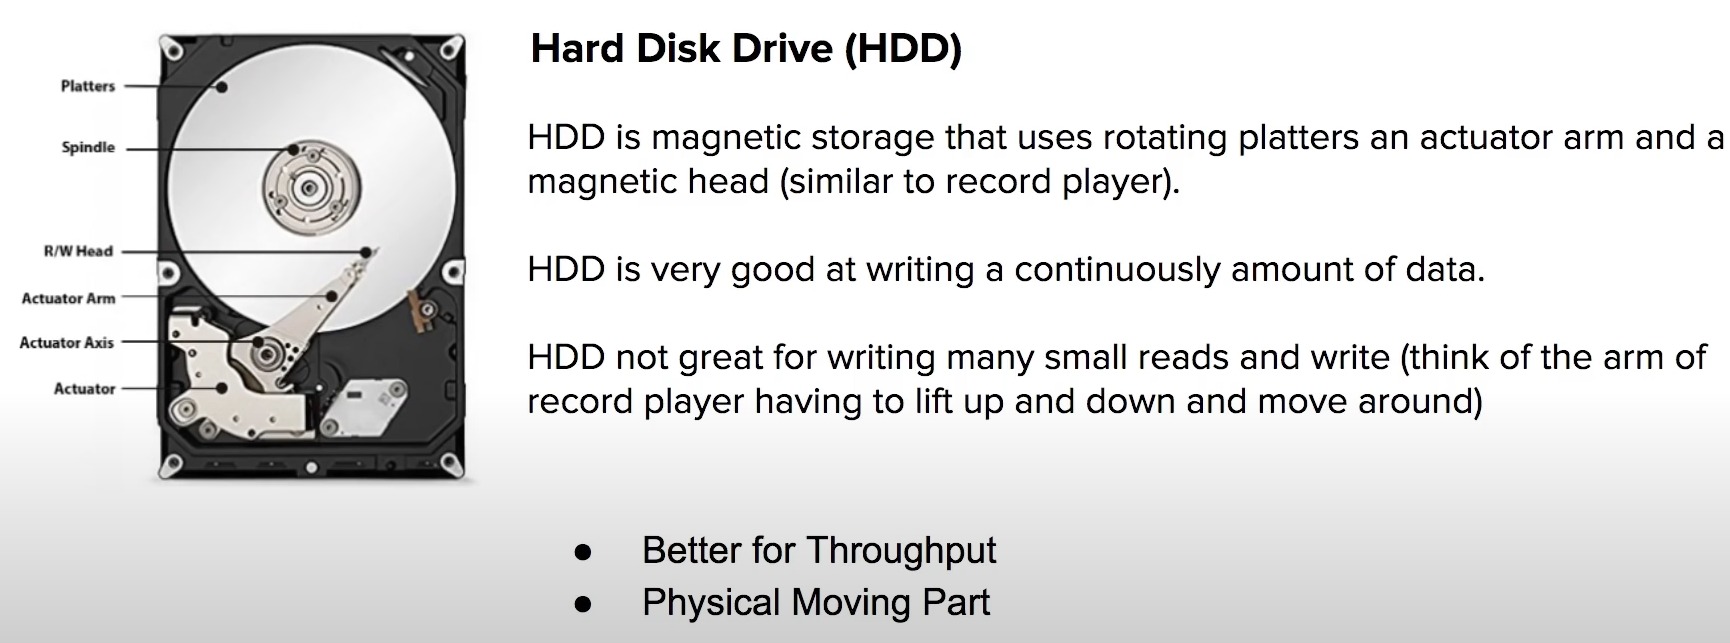 Hard Disk Drive (HDD)
Platters
Spindle
R/W Head
Actuator Arm
Actuator Axis
Actuator
HDD is magnetic storage that uses rotating platters an actuator arm and a
magnetic head (similar to record player).
HDD is very good at writing a continuously amount of data.
HDD not great for writing many small reads and write (think of the arm of
record player having to lift up and down and move around)
● Better for Throughput
● Physical Moving Part